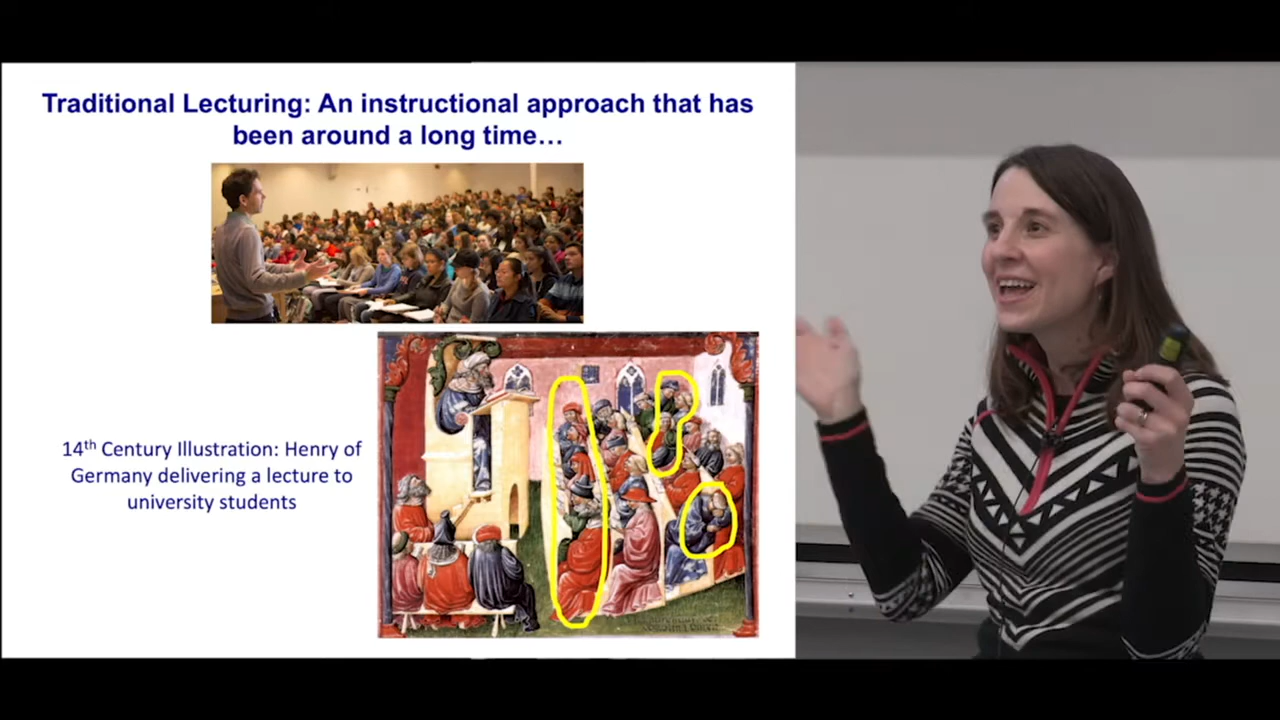 Traditional Lecturing: An instructional approach that has
been around a long time…
14th Century Illustration: Henry of
Germany delivering a lecture to
university students